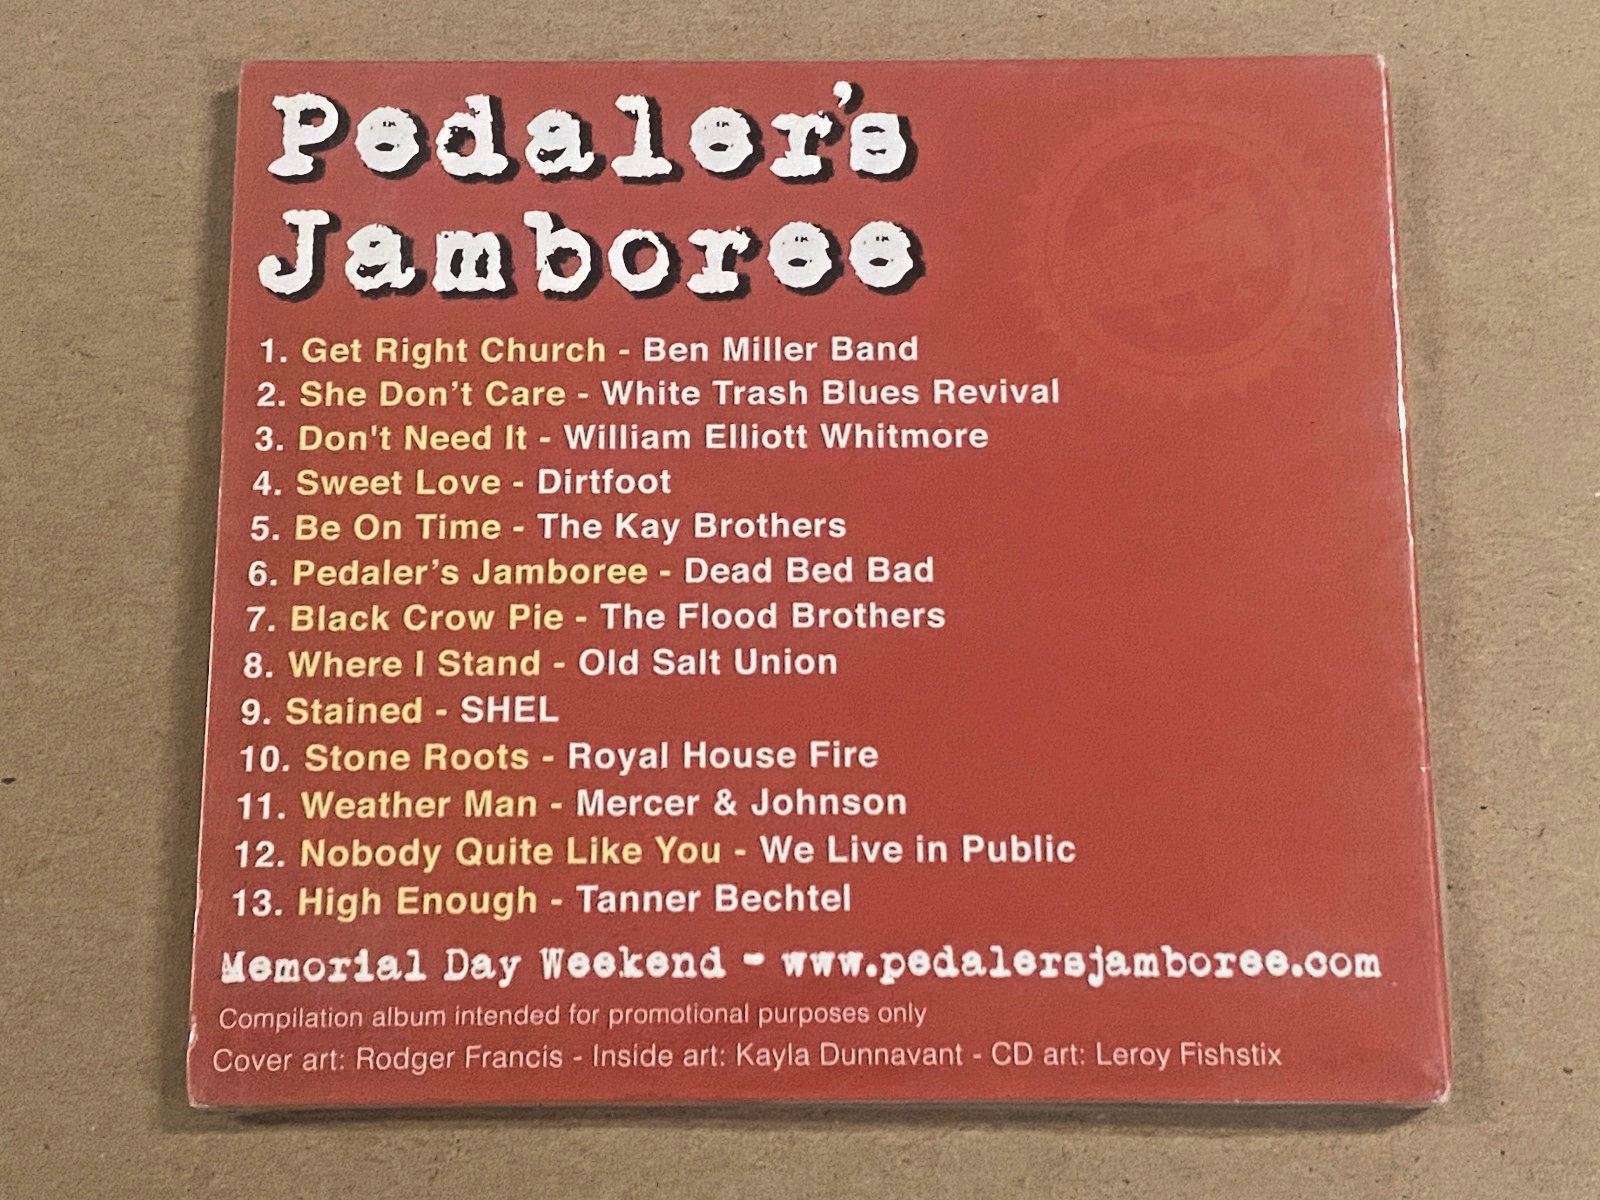 Pedaler's
Jamboree
1. Get Right Church - Ben Miller Band
2. She Don’t Care - White Trash Blues Revival
3. Don't Need It - William Elliott Whitmore
4. Sweet Love - Dirtfoot
5. Be On Time - The Kay Brothers
6. Pedaler’s Jamboree - Dead Bed Bad
7. Black Crow Pie - The Flood Brothers
8. Where I Stand - Old Salt Union
9. Stained - SHEL
10. Stone Roots - Royal House Fire
11. Weather Man - Mercer & Johnson
12. Nobody Quite Like You - We Live in Public
13. High Enough - Tanner Bechtel
Memorial Day Weekend - www.pedalersjamboree.com
Compilation album intended for promotional purposes only
Cover art: Rodger Francis - Inside art: Kayla Dunnavant - CD art: Leroy Fishstix